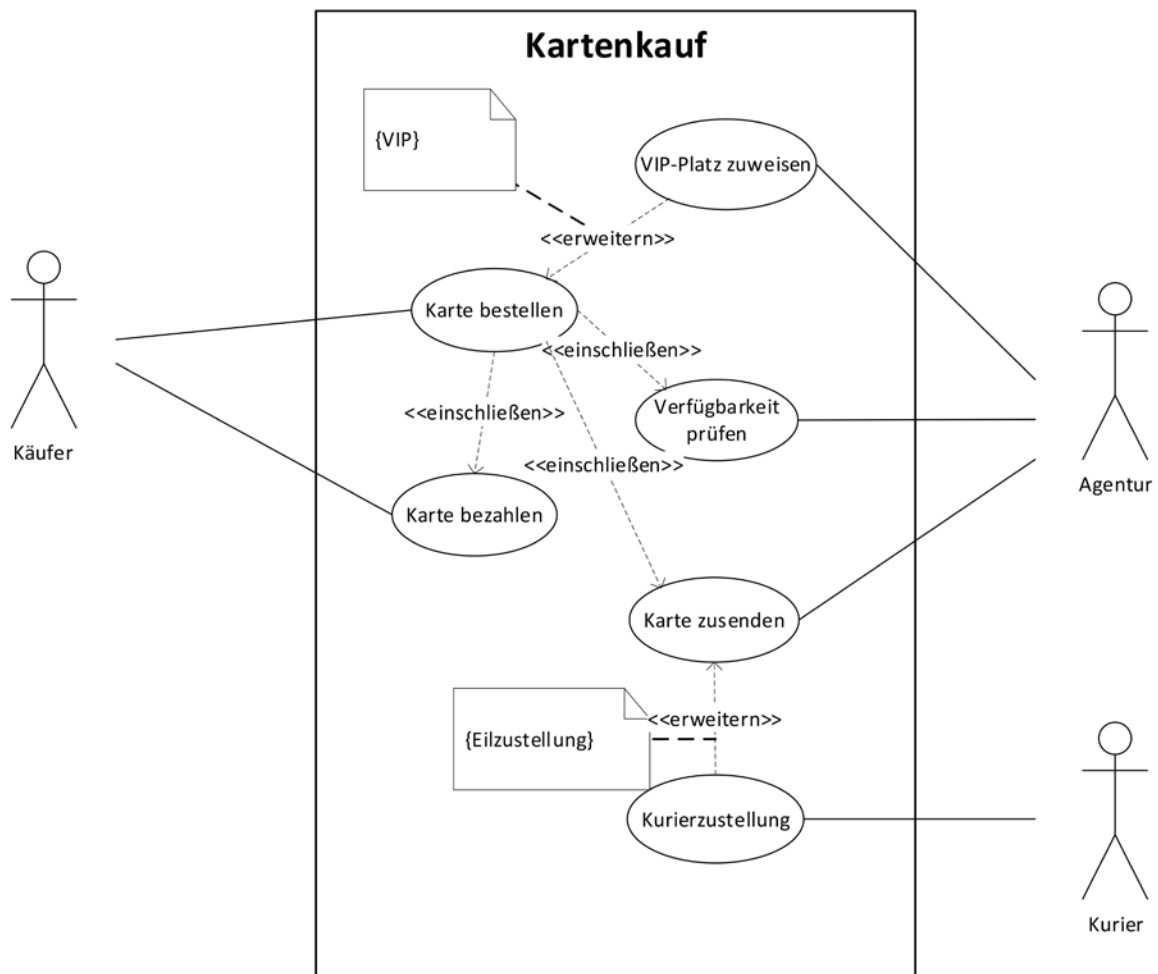 Kartenkauf
{VIP}
VIP-Platz zuweisen
<<erweitern>>
Karte bestellen
<<einschließen>>
<<einschließen>>
Verfügbarkeit
prüfen
Käufer
<<einschließen>>
Agentur
Karte bezahlen
Karte zusenden
<<erweitern>>
{Eilzustellung}
Kurierzustellung
Kurier